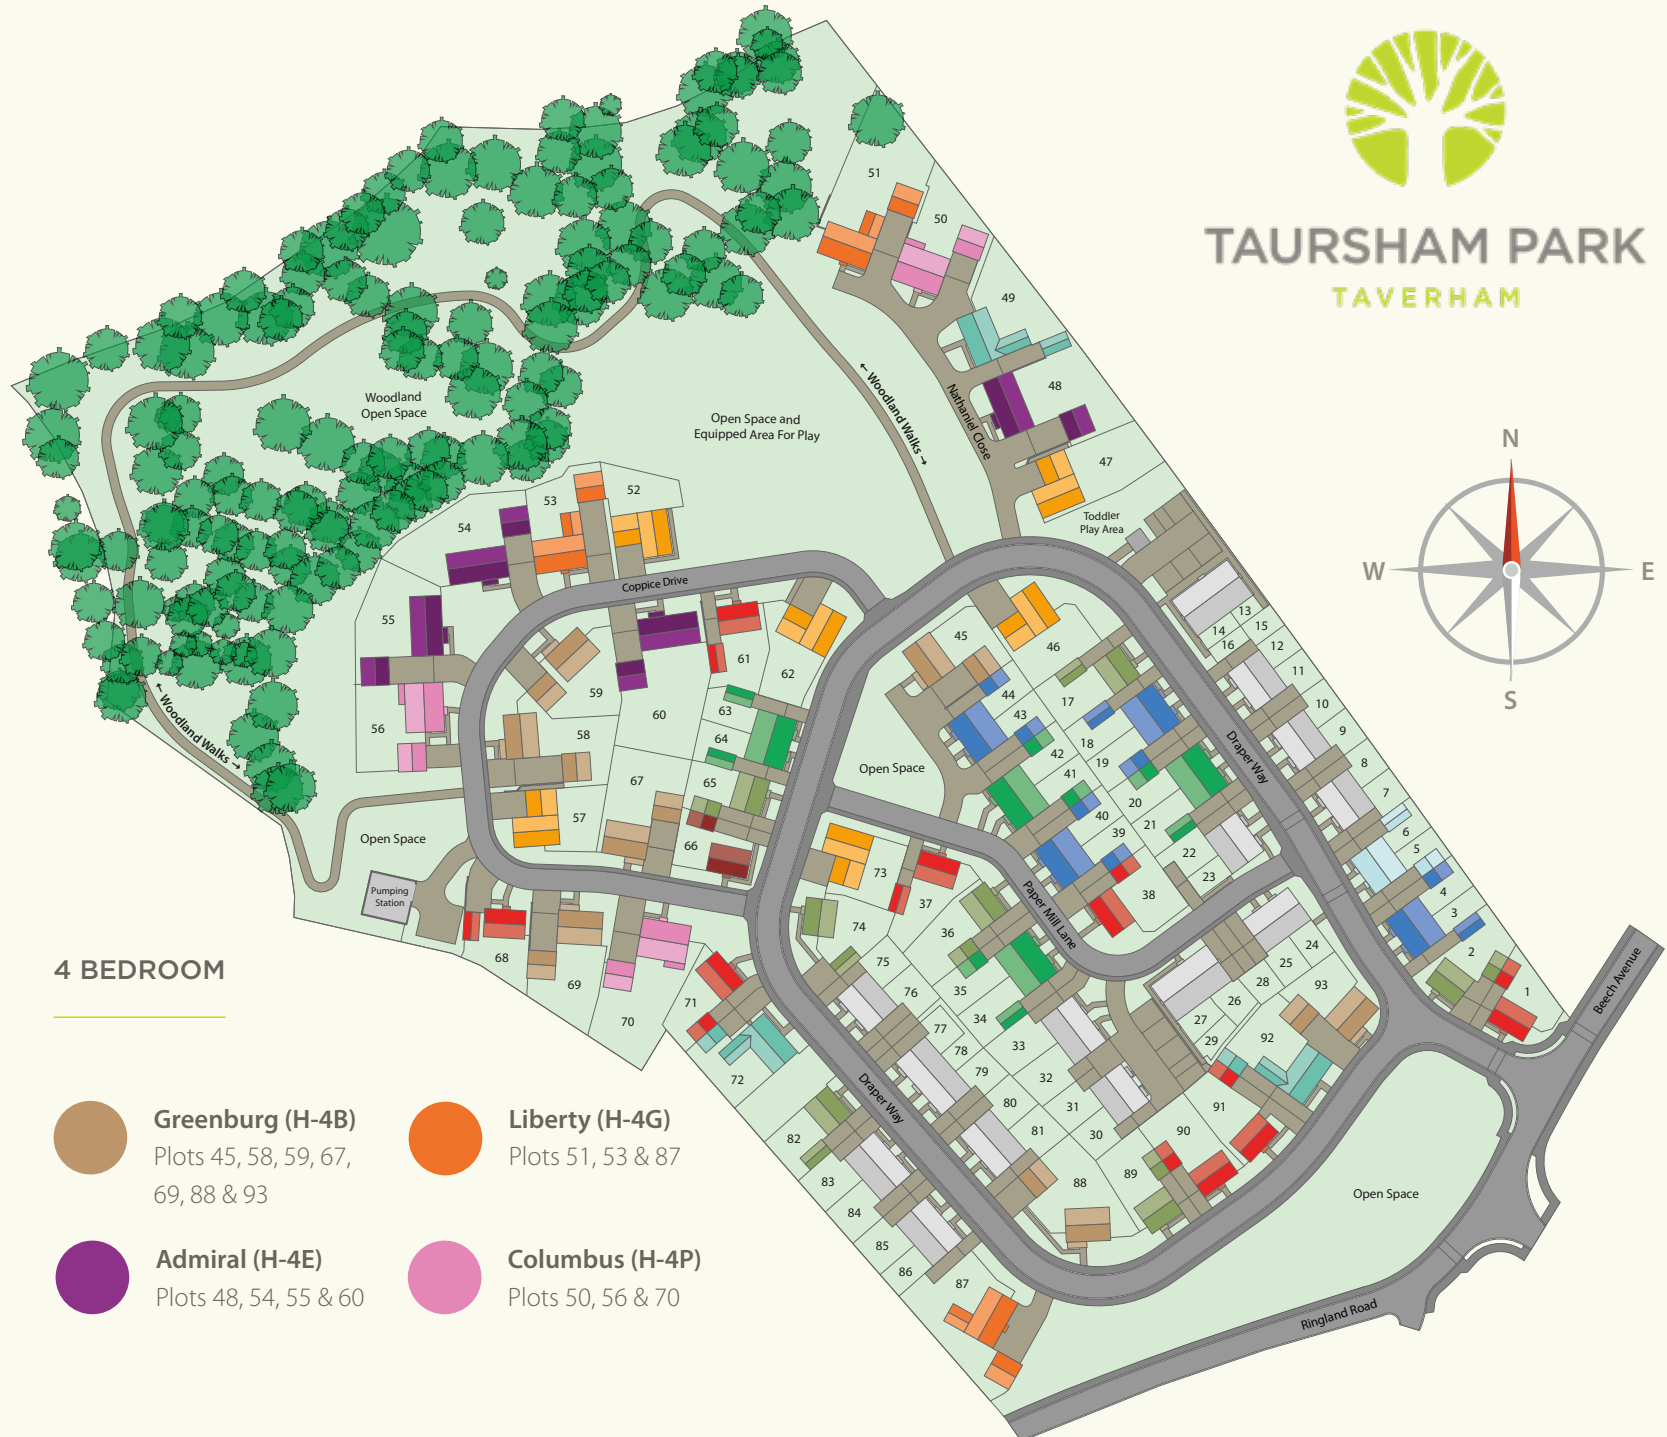 TAURSHAM PARK
TAVERHAM
N
W
E
S
51
50
49
48
47
Nathaniel Close
← Woodland Walks →
Woodland
Open Space
Open Space and
Equipped Area For Play
Toddler
Play Area
52
53
54
55
56
Coppice Drive
61
62
59
60
58
57
63
64
65
66
67
← Woodland Walks →
Open Space
Pumping
Station
68
69
70
71
72
45
46
44
43
42
41
40
39
38
37
36
35
34
33
32
31
30
Open Space
17
18
19
20
21
22
23
13
14
15
16
12
11
10
9
8
7
6
5
4
3
2
1
Draper Way
Paper Mill Lane
73
74
75
76
77
78
79
80
81
24
25
26
28
27
29
93
92
91
90
89
88
82
83
84
85
86
87
Draper Way
Beech Avenue
Open Space
Ringland Road
4 BEDROOM
Greenburg (H-4B)
Plots 45, 58, 59, 67,
69, 88 & 93
Liberty (H-4G)
Plots 51, 53 & 87
Admiral (H-4E)
Plots 48, 54, 55 & 60
Columbus (H-4P)
Plots 50, 56 & 70